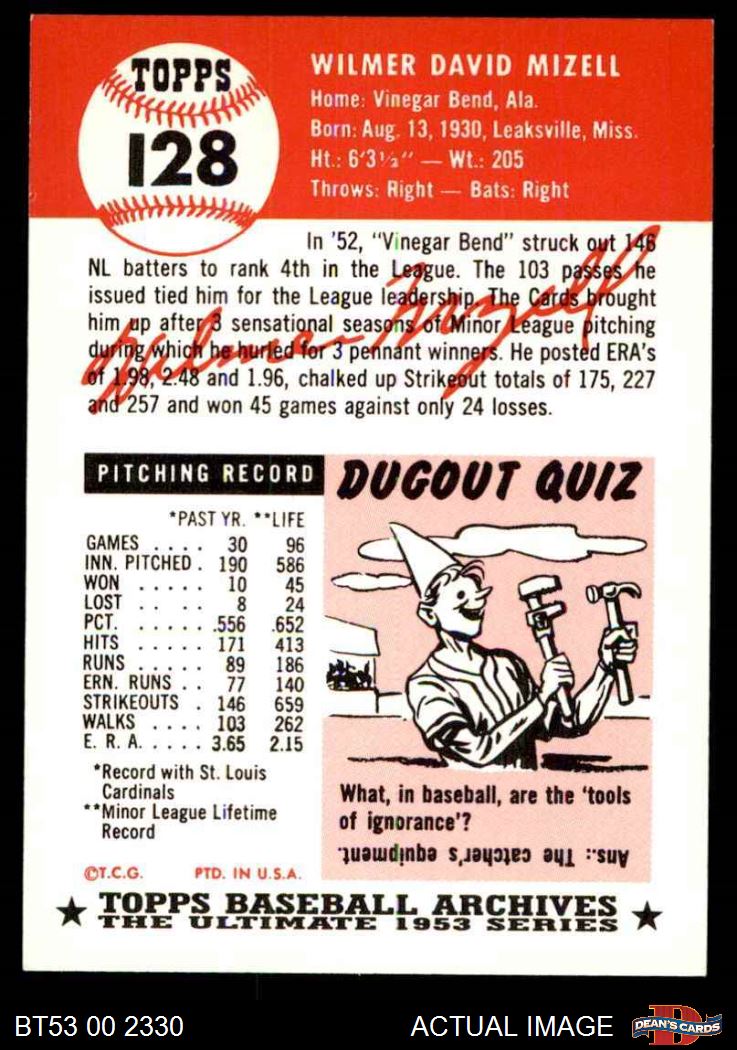 TOPPS
128
WILMER DAVID MIZELL
Home: Vinegar Bend, Ala.
Born: Aug. 13, 1930, Leaksville, Miss.
Ht.: 6'3½" — Wt.: 205
Throws: Right — Bats: Right
In '52, "Vinegar Bend" struck out 146
NL batters to rank 4th in the League. The 103 passes he
issued tied him for the League leadership. The Cards brought
him up after 3 sensational seasons of Minor League pitching
during which he hurled for 3 pennant winners. He posted ERA's
of 1.98, 2.48 and 1.96, chalked up Strikeout totals of 175, 227
and 257 and won 45 games against only 24 losses.
Wilmer Mizell
PITCHING RECORD
*PAST YR. **LIFE
GAMES . . . . 30 96
INN. PITCHED . 190 586
WON . . . . . 10 45
LOST . . . . . 8 24
PCT. . . . . . .556 .652
HITS . . . . . 171 413
RUNS . . . . . 89 186
ERN. RUNS . . 77 140
STRIKEOUTS . 146 659
WALKS . . . . 103 262
E. R. A. . . . . . 3.65 2.15
*Record with St. Louis
Cardinals
**Minor League Lifetime
Record
DUGOUT QUIZ
What, in baseball, are the 'tools
of ignorance'?
Ans.: The catcher's equipment.
©T.C.G. PTD. IN U.S.A.
★ TOPPS BASEBALL ARCHIVES ★
THE ULTIMATE 1953 SERIES
BT53 00 2330
ACTUAL IMAGE
DEAN'S CARDS